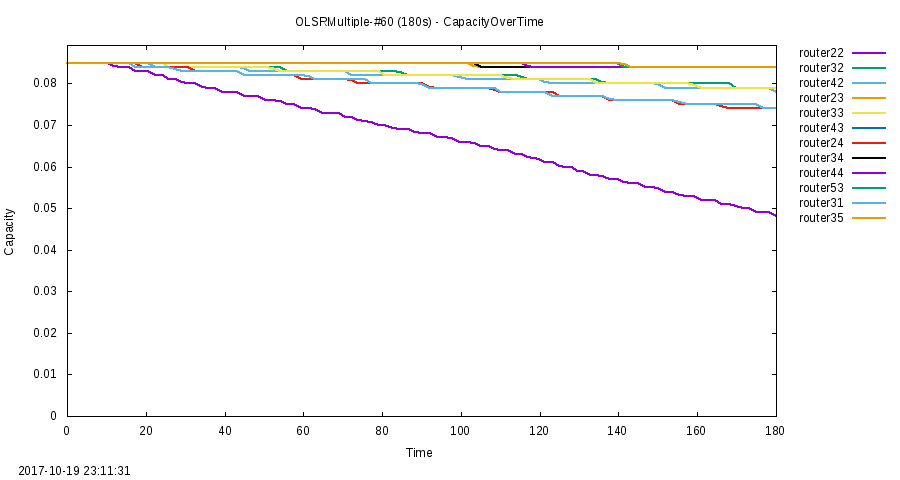 OLSRMultiple-#60 (180s) - CapacityOverTime
router22
router32
router42
router23
router33
router43
router24
router34
router44
router53
router31
router35
0.08
0.07
0.06
0.05
0.04
0.03
0.02
0.01
0
Capacity
0 20 40 60 80 100 120 140 160 180
Time
2017-10-19 23:11:31